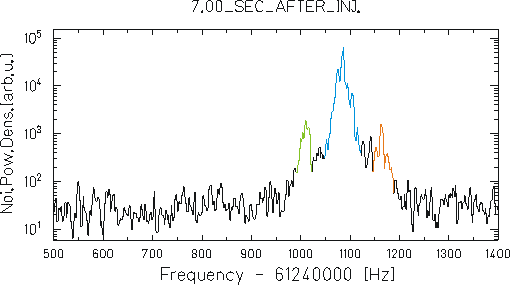 7.00_SEC_AFTER_INJ.
Noi.Pow.Dens.[arb.u.]
10^5
10^4
10^3
10^2
10^1
500 600 700 800 900 1000 1100 1200 1300 1400
Frequency - 61240000 [Hz]